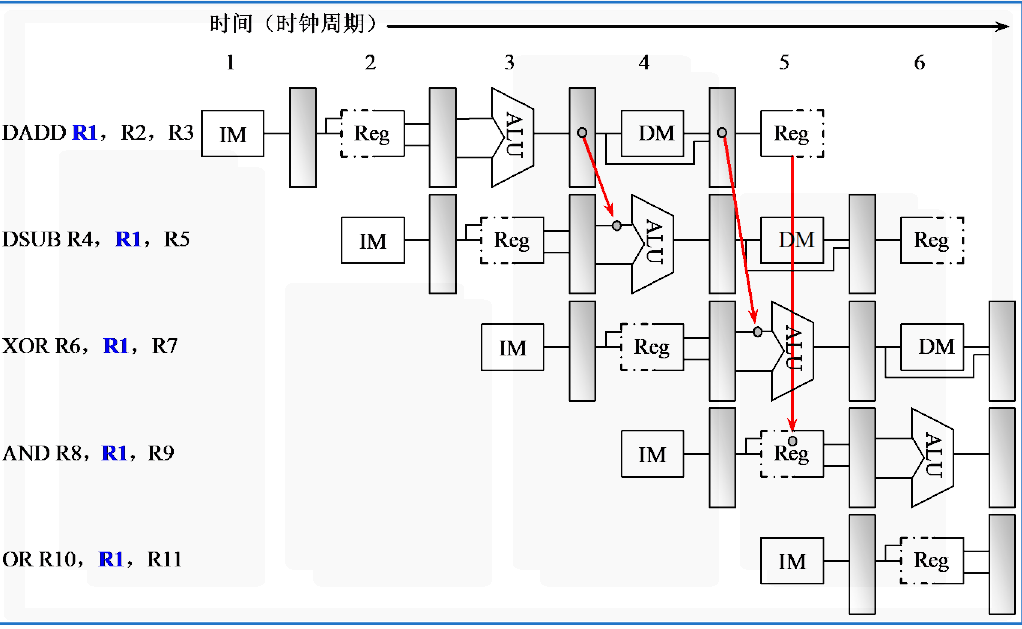 时间（时钟周期）
1 2 3 4 5 6
DADD R1，R2，R3 IM Reg ALU DM Reg
DSUB R4，R1，R5 IM Reg ALU DM Reg
XOR R6，R1，R7 IM Reg ALU DM
AND R8，R1，R9 IM Reg ALU
OR R10，R1，R11 IM Reg